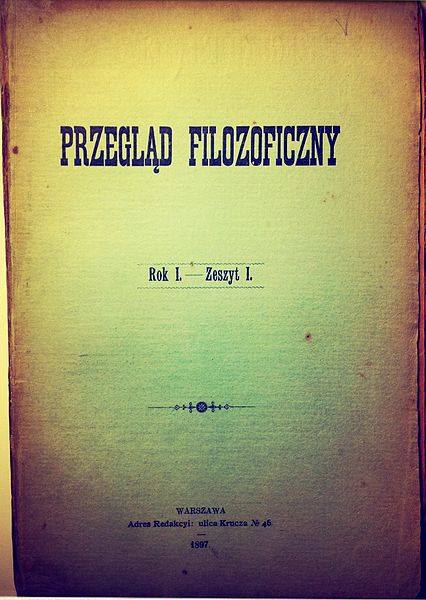 PRZEGLĄD FILOZOFICZNY
Rok I. — Zeszyt I.
WARSZAWA
Adres Redakcyi: ulica Krucza № 46.
1897.